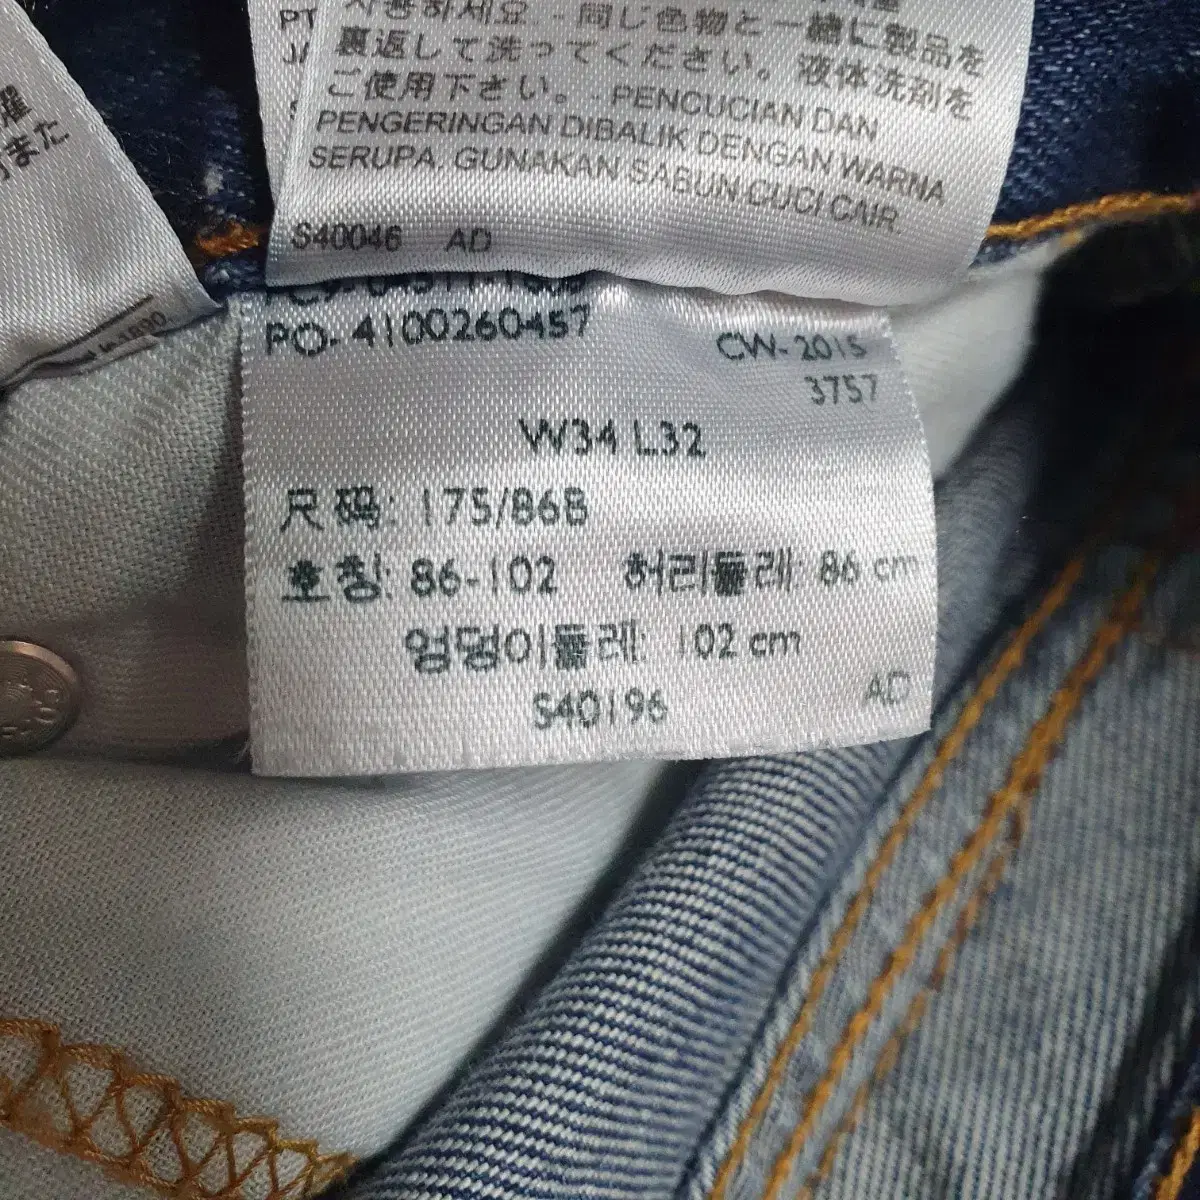 사용하세요. - 同じ色物と一緒に製品を
裏返して洗ってください。液体洗剤を
ご使用下さい。 - PENCUCIAN DAN
PENGERINGAN DIBALIK DENGAN WARNA
SERUPA. GUNAKAN SABUN CUCI CAIR.
S40046 AD
PT
また
PO- 4100260457
CW- 2015
3757
W34 L32
尺码: 175/86B
호칭: 86-102 허리둘레: 86 cm
엉덩이둘레: 102 cm
S40196
AD